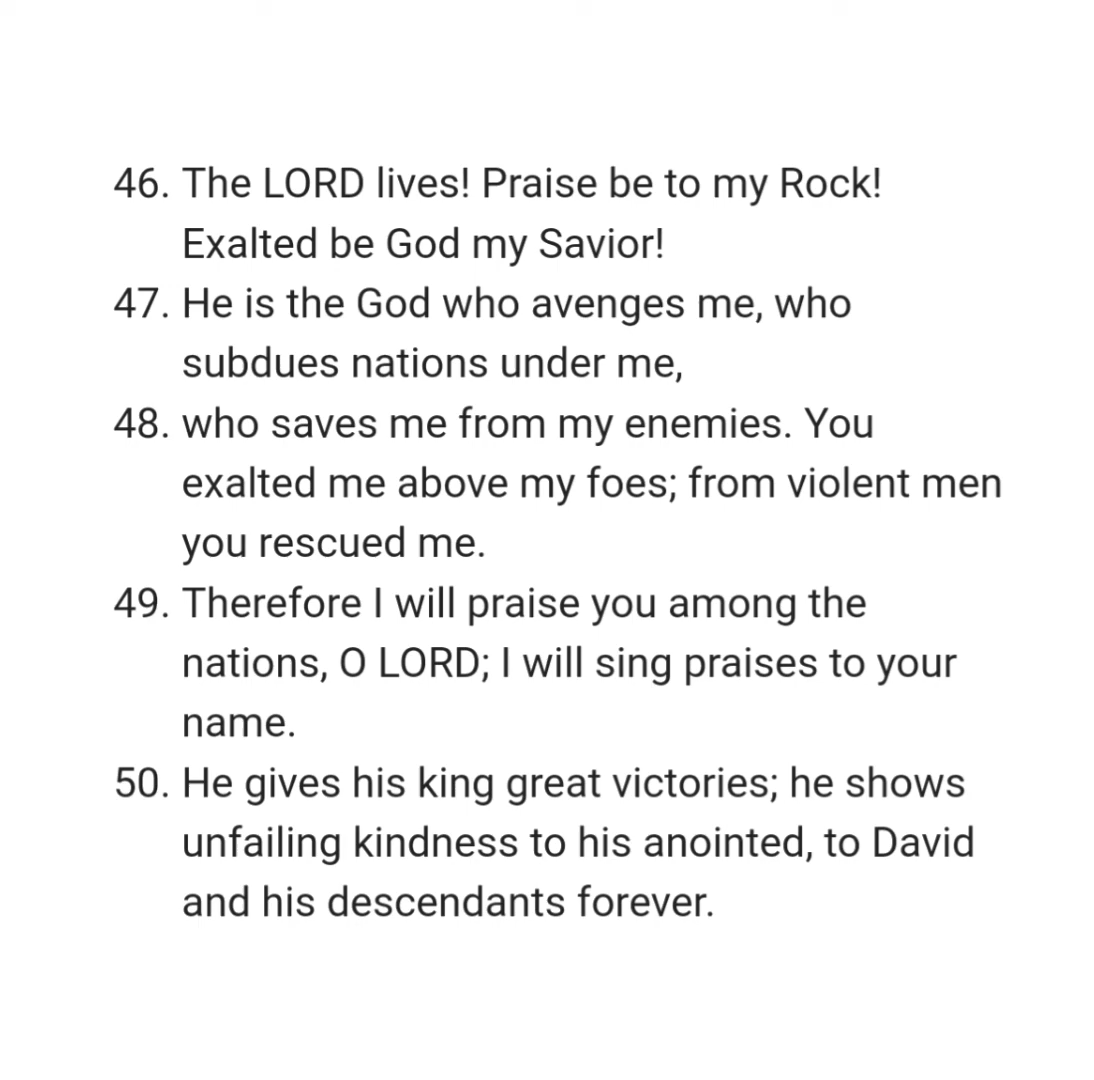 46. The LORD lives! Praise be to my Rock!
Exalted be God my Savior!
47. He is the God who avenges me, who
subdues nations under me,
48. who saves me from my enemies. You
exalted me above my foes; from violent men
you rescued me.
49. Therefore I will praise you among the
nations, O LORD; I will sing praises to your
name.
50. He gives his king great victories; he shows
unfailing kindness to his anointed, to David
and his descendants forever.